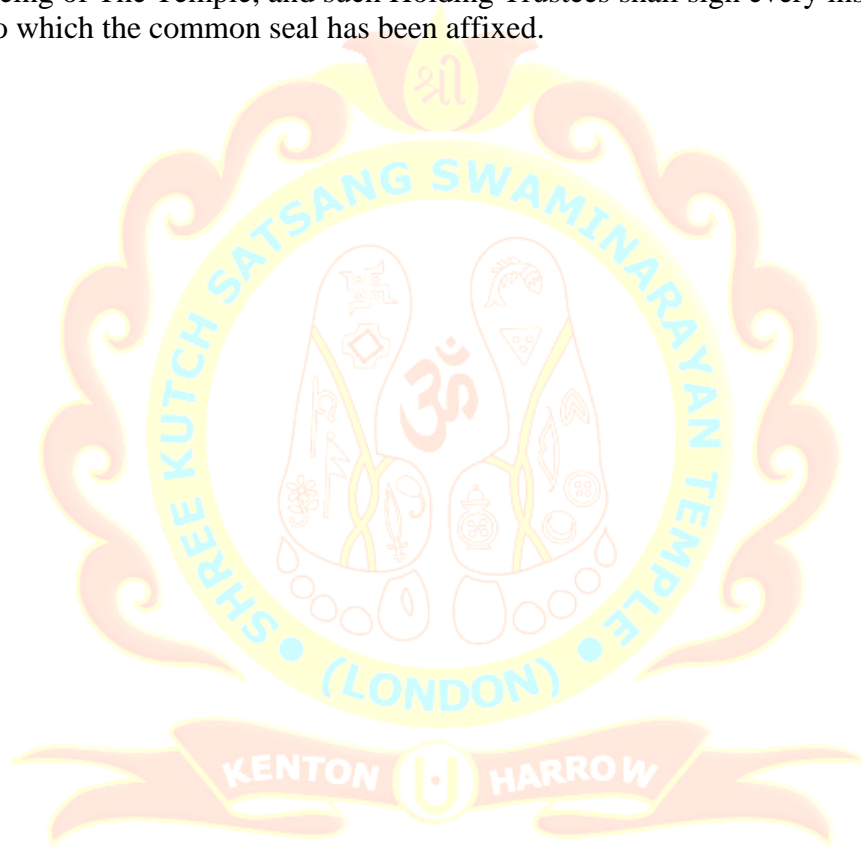 cing of The Temple, and such Holding Trustees shall sign every
o which the common seal has been affixed.
श्री
SHREE KUTCH SATSANG SWAMINARAYAN TEMPLE
ॐ
(LONDON)
KENTON U HARROW